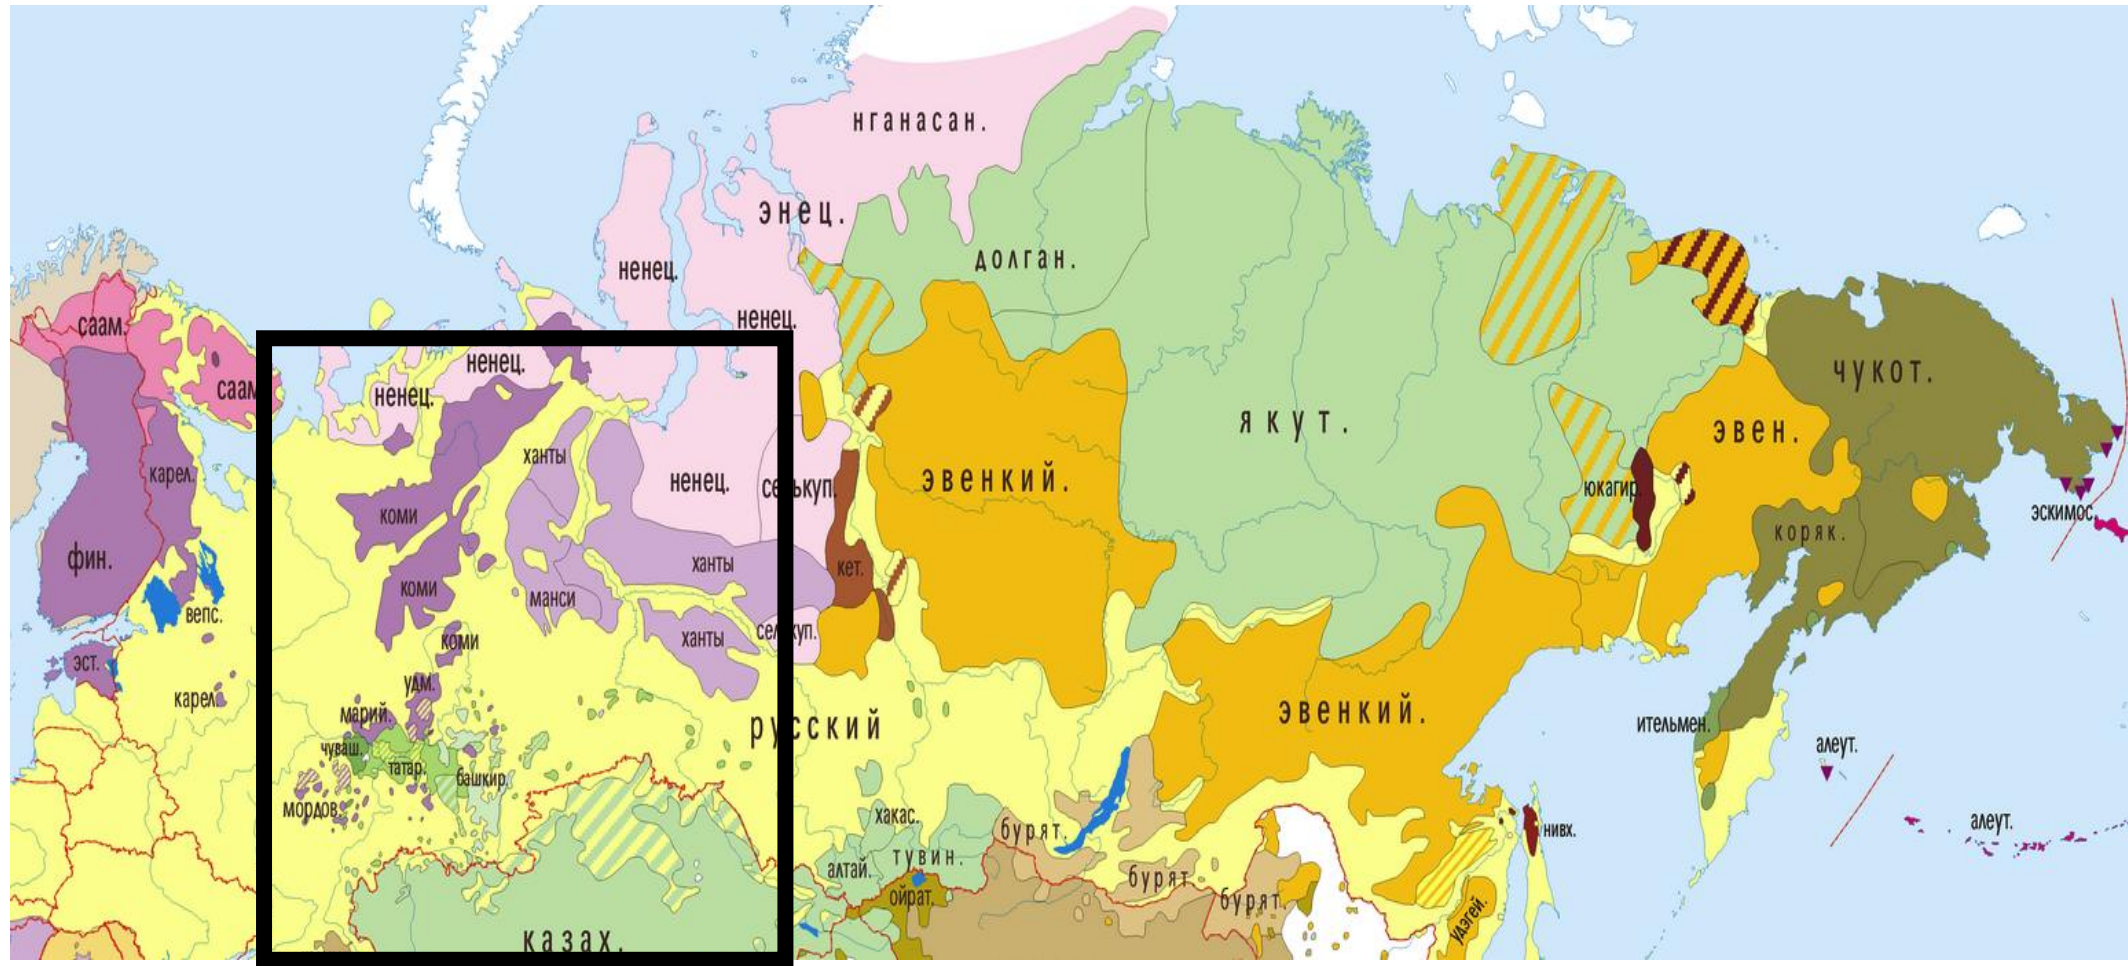 нганасан.
энец.
долган.
ненец.
ненец.
саам.
ненец.
ненец.
саам
чукот.
якут.
эвен.
ханты
карел.
ненец.
селькуп.
эвенкий.
юкагир.
эскимос.
коми
коряк.
фин.
ханты
кет.
коми
манси
вепс.
ханты
селькуп.
коми
эст.
удм.
карел.
марий.
русский
эвенкий.
ительмен.
чуваш.
татар.
башкир.
алеут.
мордов.
хакас.
бурят.
нивх.
алеут.
тувин.
алтай.
ойрат.
бурят.
бурят.
удэгей.
казах.